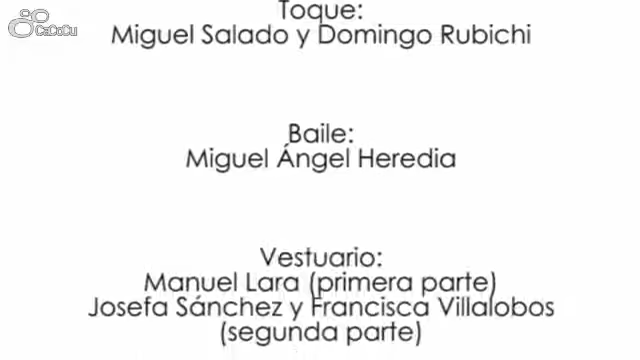 CaCoCu
Toque:
Miguel Salado y Domingo Rubichi
Baile:
Miguel Ángel Heredia
Vestuario:
Manuel Lara (primera parte)
Josefa Sánchez y Francisca Villalobos
(segunda parte)